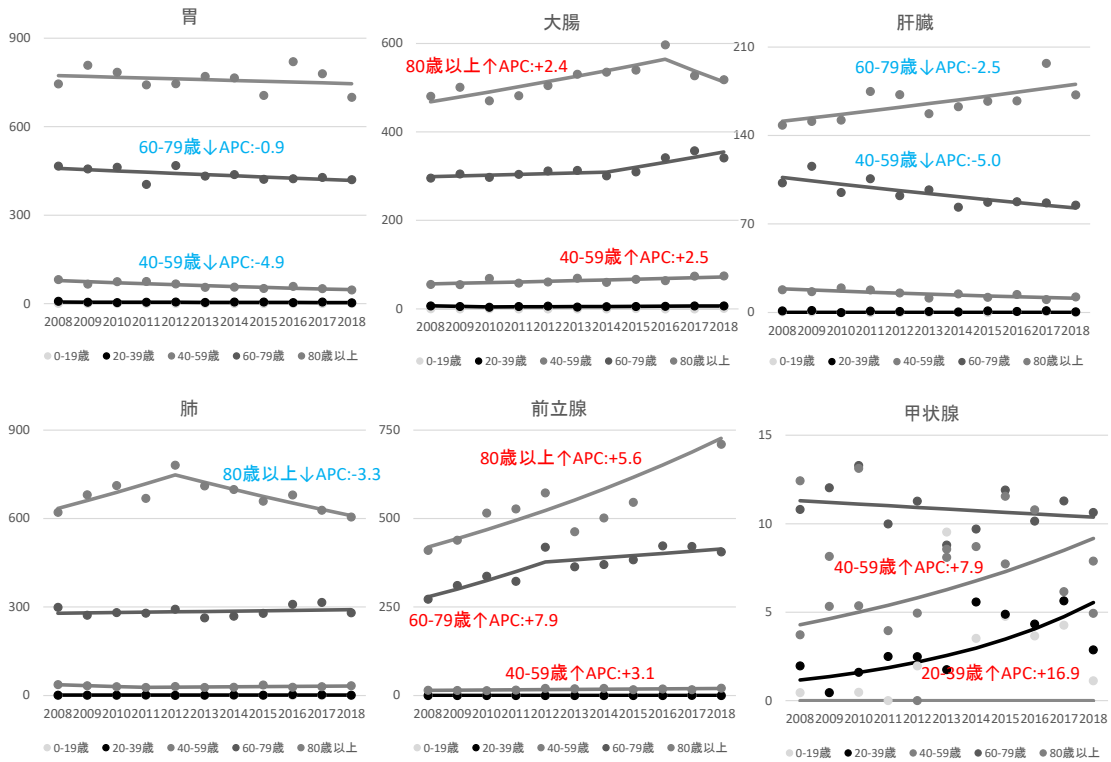 胃
900
600
300
0
60-79歳↓APC:-0.9
40-59歳↓APC:-4.9
2008 2009 2010 2011 2012 2013 2014 2015 2016 2017 2018
0-19歳 20-39歳 40-59歳 60-79歳 80歳以上
大腸
600
400
200
0
80歳以上↑APC:+2.4
40-59歳↑APC:+2.5
2008 2009 2010 2011 2012 2013 2014 2015 2016 2017 2018
0-19歳 20-39歳 40-59歳 60-79歳 80歳以上
肝臓
210
140
70
0
60-79歳↓APC:-2.5
40-59歳↓APC:-5.0
2008 2009 2010 2011 2012 2013 2014 2015 2016 2017 2018
0-19歳 20-39歳 40-59歳 60-79歳 80歳以上
肺
900
600
300
0
80歳以上↓APC:-3.3
2008 2009 2010 2011 2012 2013 2014 2015 2016 2017 2018
0-19歳 20-39歳 40-59歳 60-79歳 80歳以上
前立腺
750
500
250
0
80歳以上↑APC:+5.6
60-79歳↑APC:+7.9
40-59歳↑APC:+3.1
2008 2009 2010 2011 2012 2013 2014 2015 2016 2017 2018
0-19歳 20-39歳 40-59歳 60-79歳 80歳以上
甲状腺
15
10
5
0
40-59歳↑APC:+7.9
20-39歳↑APC:+16.9
2008 2009 2010 2011 2012 2013 2014 2015 2016 2017 2018
0-19歳 20-39歳 40-59歳 60-79歳 80歳以上